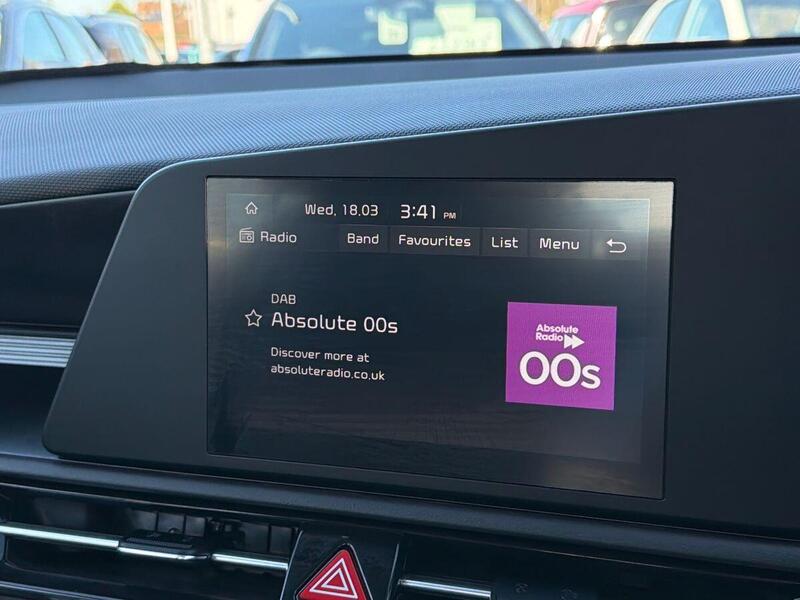 Wed, 18.03 3:41 PM
Radio Band Favourites List Menu
DAB
Absolute 00s
Discover more at
absoluteradio.co.uk
Absolute
Radio
00s